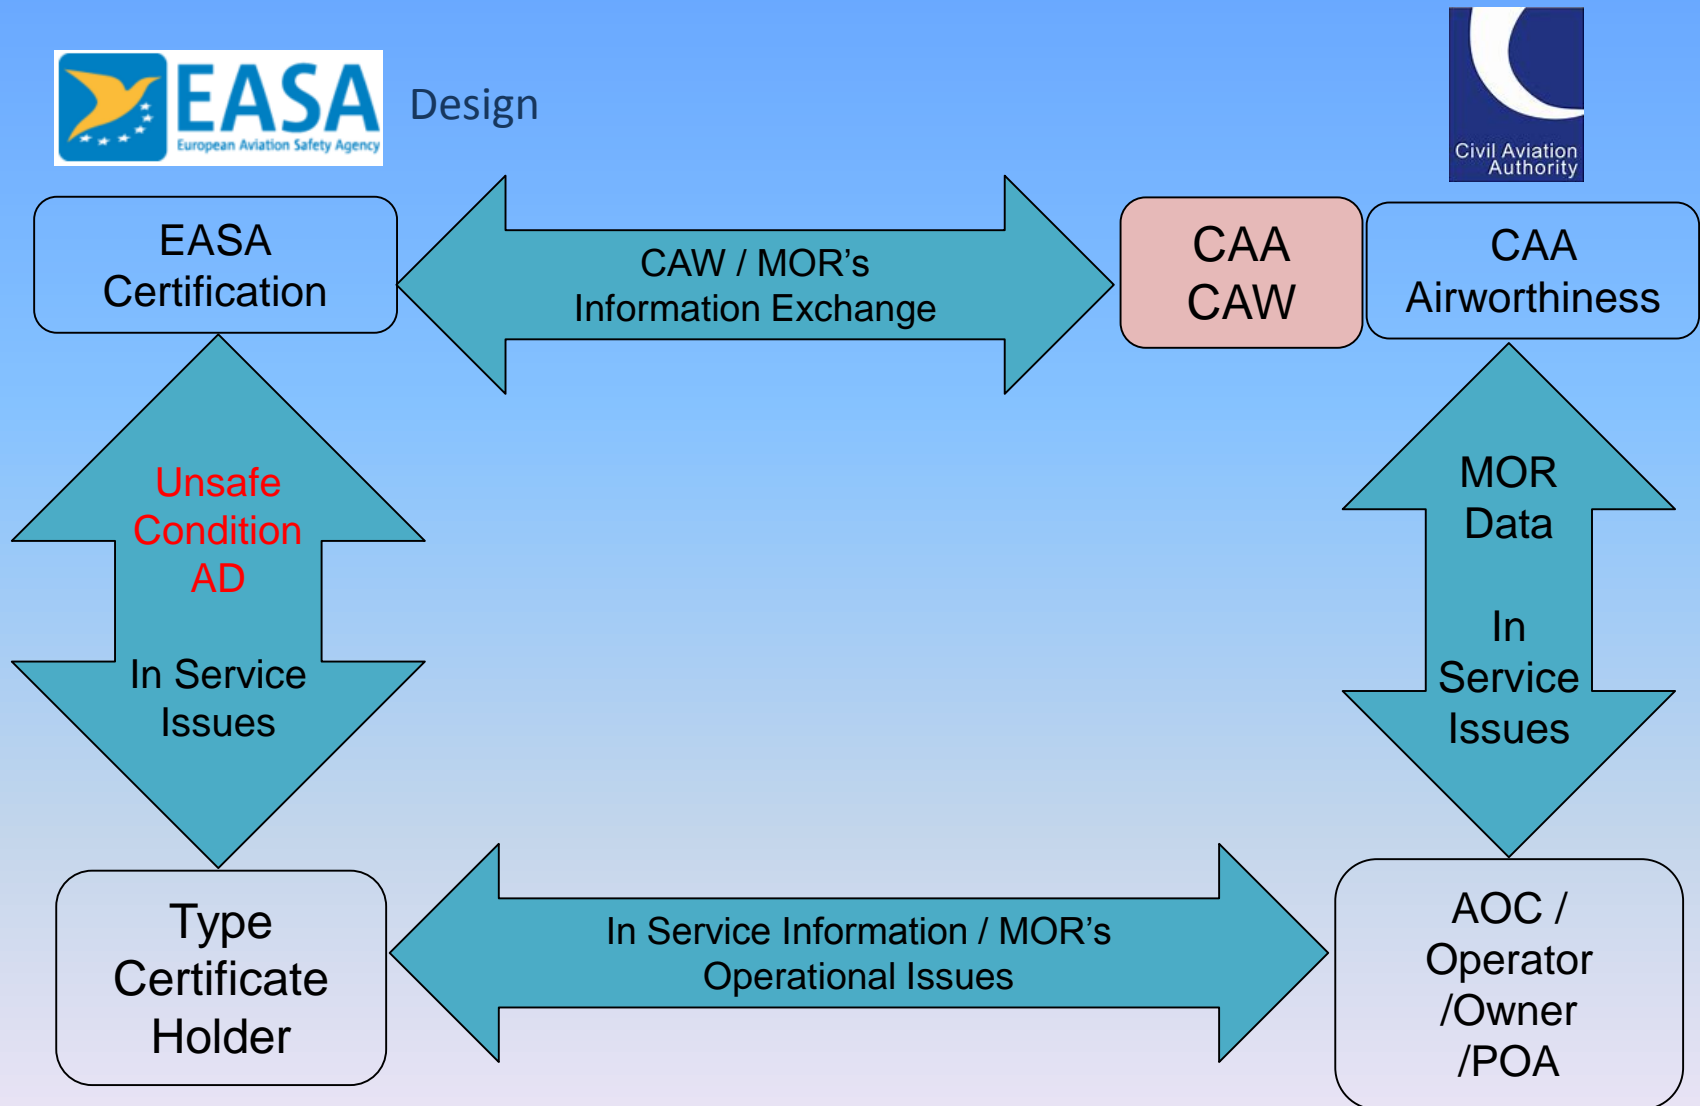 EASA
European Aviation Safety Agency
Design
Civil Aviation
Authority
EASA
Certification
CAW / MOR's
Information Exchange
CAA
CAW
CAA
Airworthiness
Unsafe
Condition
AD
In Service
Issues
MOR
Data
In
Service
Issues
Type
Certificate
Holder
In Service Information / MOR's
Operational Issues
AOC /
Operator
/Owner
/POA